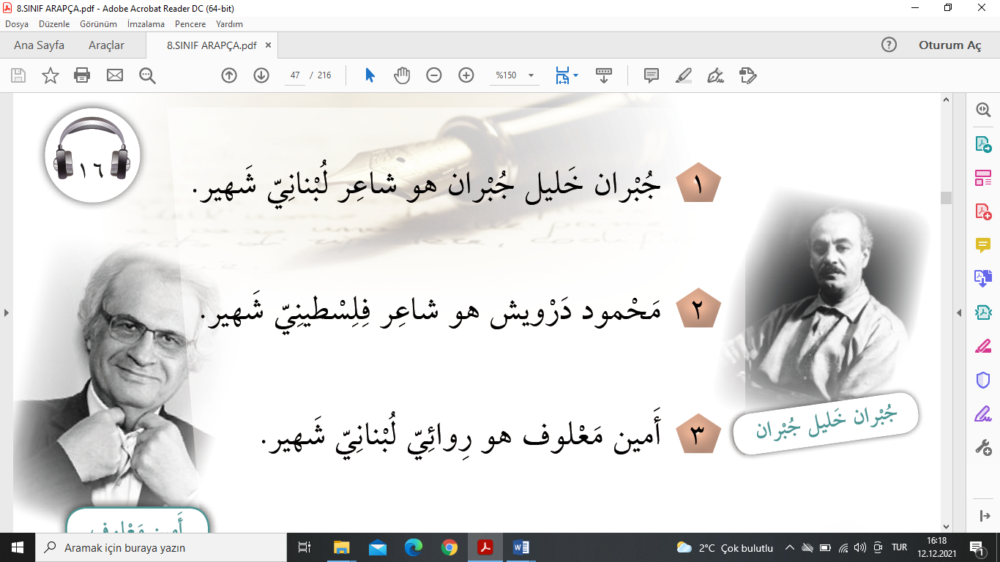 8.SINIF ARAPÇA.pdf - Adobe Acrobat Reader DC (64-bit)
Dosya Düzenle Görünüm İmzalama Pencere Yardım
Ana Sayfa Araçlar 8.SINIF ARAPÇA.pdf × Oturum Aç
47 / 216 %150
١٦
١ جُبْران خَليل جُبْران هو شاعِر لُبْنانِيّ شَهير.
٢ مَحْمود دَرْويش هو شاعِر فِلِسْطينِيّ شَهير.
٣ أَمين مَعْلوف هو رِوائِيّ لُبْنانِيّ شَهير.
جُبْران خَليل جُبْران
أَمين مَعْلوف
Aramak için buraya yazın
2°C Çok bulutlu TUR 16:18
12.12.2021 1